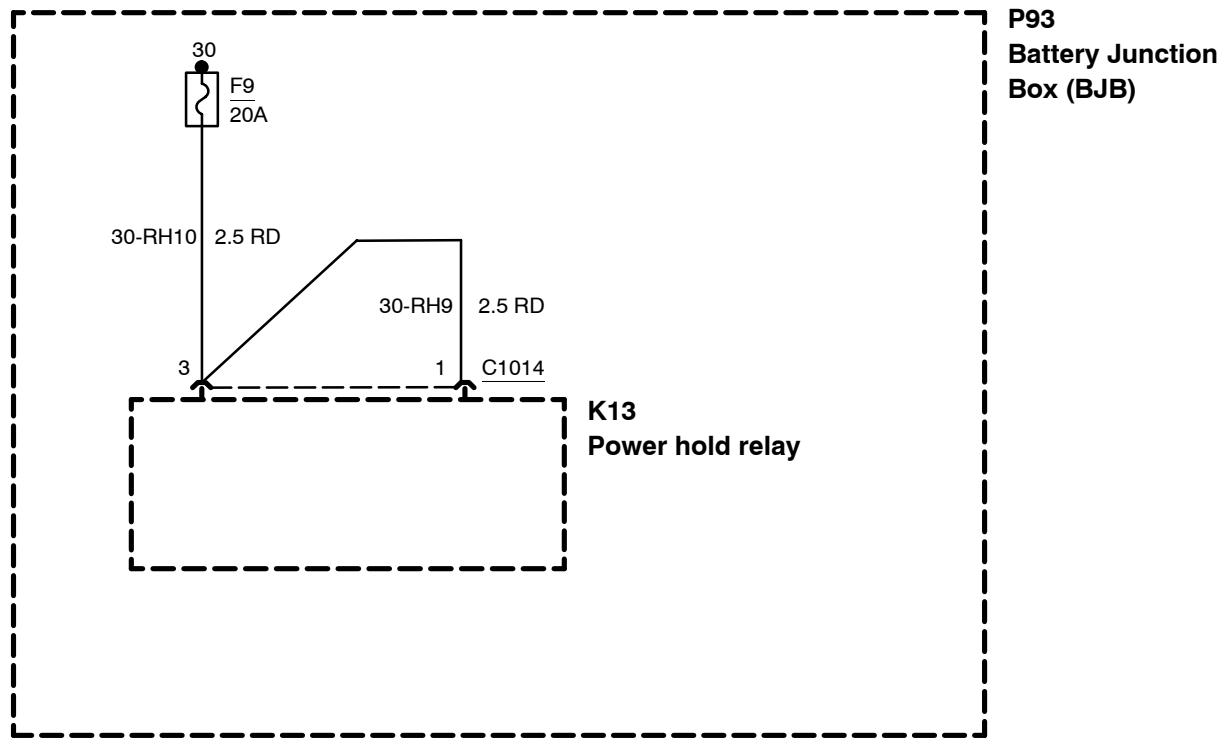 P93
Battery Junction
Box (BJB)
30
F9
20A
30-RH10 2.5 RD
30-RH9 2.5 RD
3
1
C1014
K13
Power hold relay